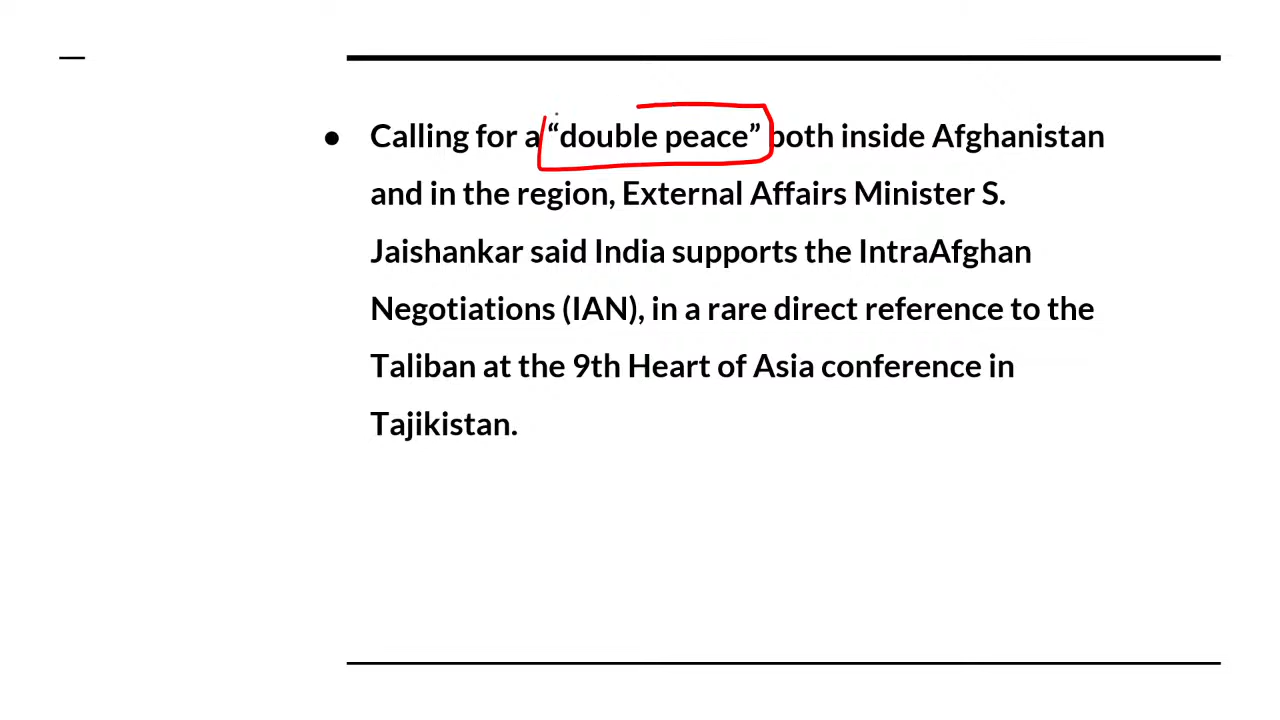 ● Calling for a “double peace” both inside Afghanistan
and in the region, External Affairs Minister S.
Jaishankar said India supports the IntraAfghan
Negotiations (IAN), in a rare direct reference to the
Taliban at the 9th Heart of Asia conference in
Tajikistan.